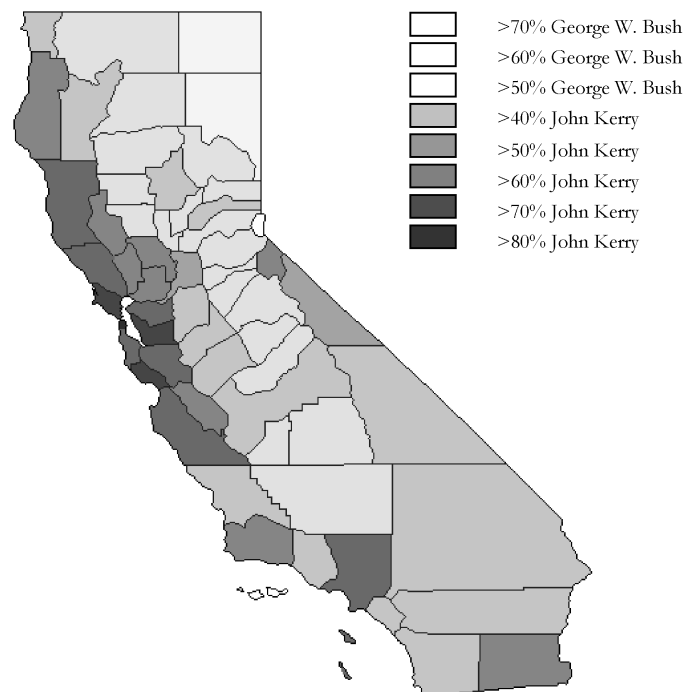 >70% George W. Bush
>60% George W. Bush
>50% George W. Bush
>40% John Kerry
>50% John Kerry
>60% John Kerry
>70% John Kerry
>80% John Kerry